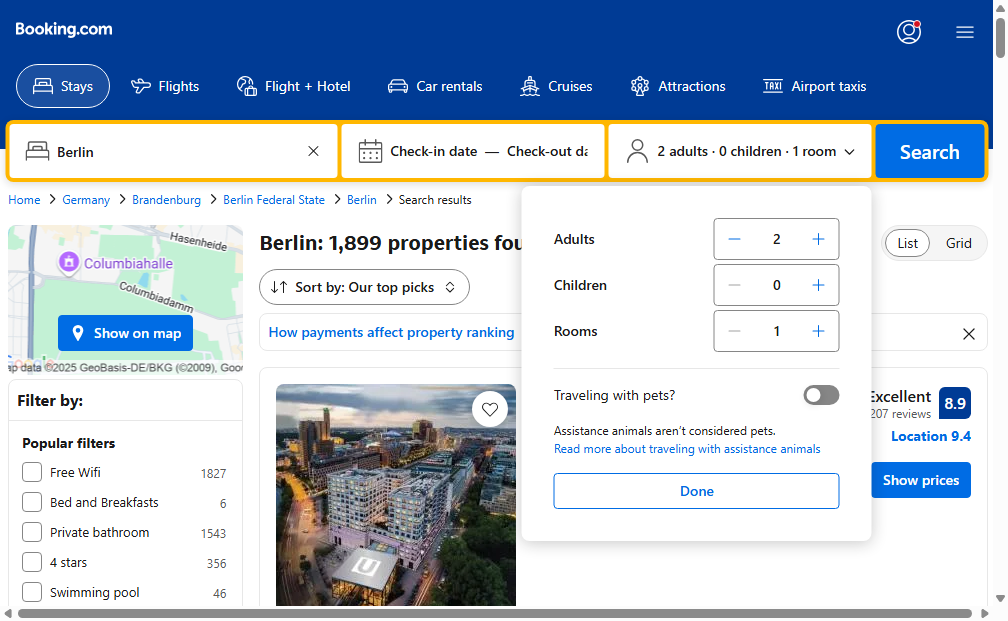 Booking.com
Stays
Flights
Flight + Hotel
Car rentals
Cruises
Attractions
TAXI Airport taxis
Berlin
Check-in date — Check-out da
2 adults · 0 children · 1 room
Search
Home > Germany > Brandenburg > Berlin Federal State > Berlin > Search results
Hasenheide
Columbiahalle
Columbiadamm
Show on map
ap data ©2025 GeoBasis-DE/BKG (©2009), Goo
Filter by:
Popular filters
Free Wifi 1827
Bed and Breakfasts 6
Private bathroom 1543
4 stars 356
Swimming pool 46
Berlin: 1,899 properties fou
List
Grid
Sort by: Our top picks
How payments affect property ranking
Adults 2
Children 0
Rooms 1
Traveling with pets?
Assistance animals aren't considered pets.
Read more about traveling with assistance animals
Done
Excellent
207 reviews
8.9
Location 9.4
Show prices